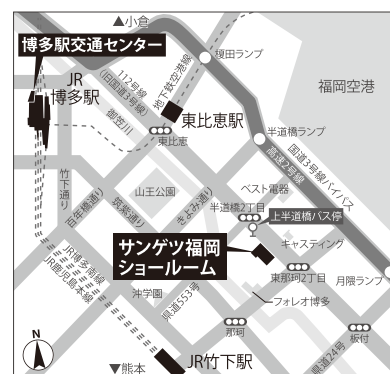 ▲小倉
博多駅交通センター
JR
博多駅
112号線
(旧国道3号線)
地下鉄空港線
榎田ランプ
福岡空港
御笠川
東比恵駅
東比恵
半道橋ランプ
国道3号線バイパス
高速2号線
竹下通り
山王公園
ベスト電器
百年橋通り
筑紫通り
きよみ通り
半道橋2丁目
上半道橋バス停
サンゲツ福岡
ショールーム
キャスティング
東那珂2丁目
月隈ランプ
JR博多南線
JR鹿児島本線
沖学園
県道553号
フォレオ博多
那珂
板付
県道24号
N
JR竹下駅
▼熊本